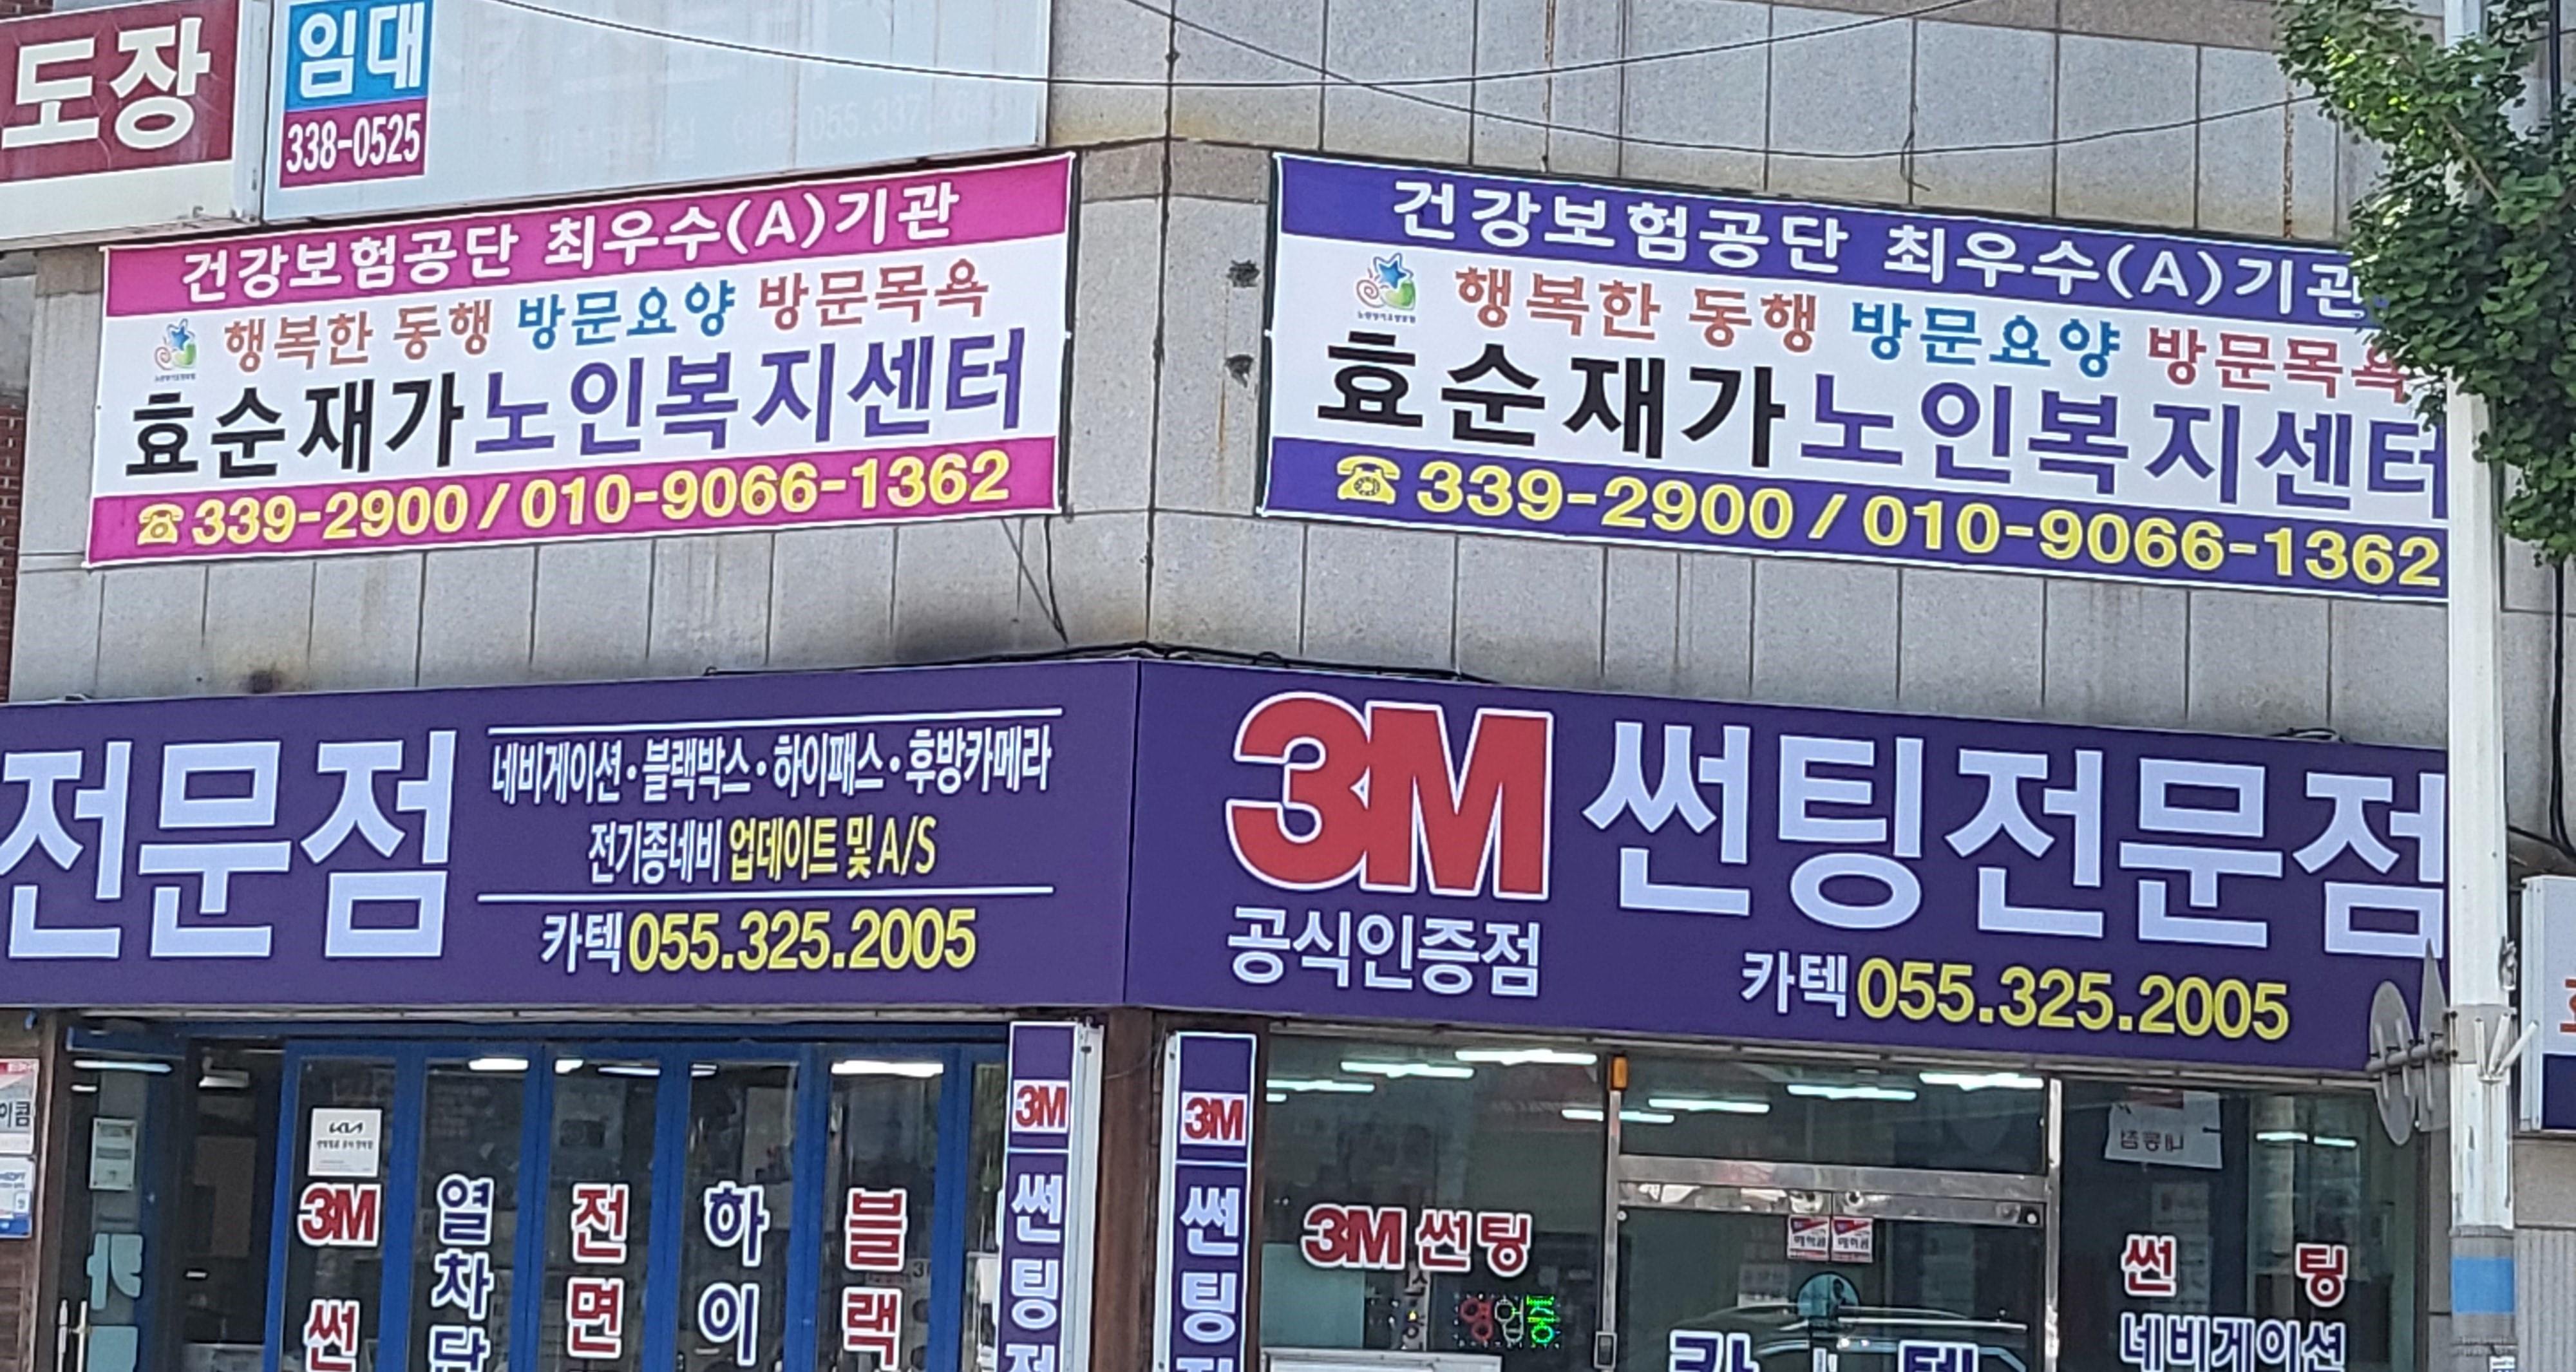 도장
임대
338-0525
건강보험공단 최우수(A)기관
행복한 동행 방문요양 방문목욕
효순재가노인복지센터
☎339-2900 / 010-9066-1362
건강보험공단 최우수(A)기관
행복한 동행 방문요양 방문목욕
효순재가노인복지센터
☎339-2900 / 010-9066-1362
전문점
네비게이션·블랙박스·하이패스·후방카메라
전기종네비 업데이트 및 A/S
카텍 055.325.2005
3M 썬팅전문점
공식인증점
카텍 055.325.2005
3M 썬
열차단
전면
하이
블랙
3M
썬팅전
3M
썬팅전
3M 썬팅
영업중
카텍
썬팅
네비게이션
KIA